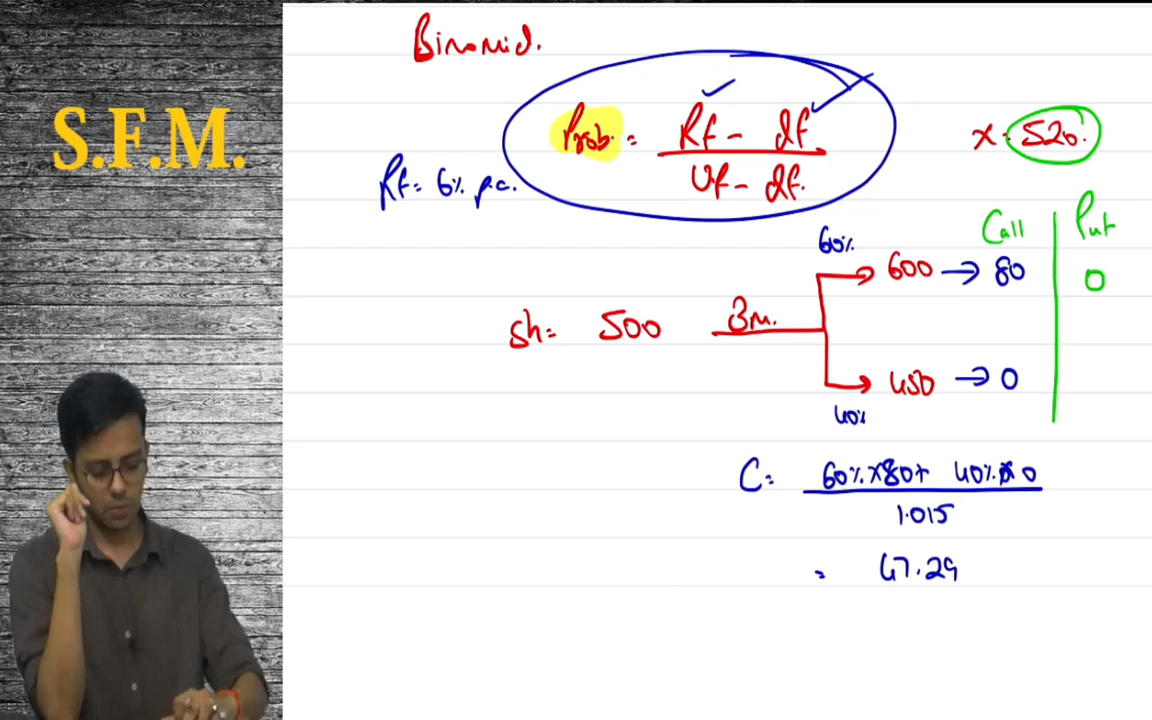 S.F.M.
Binomial.
Prob. = Rf - df
Uf - df.
x = 520.
Rf = 6% p.a.
Call | Put
60%
600 → 80 | 0
Sh = 500 3m.
450 → 0
40%
C = 60% x 80 + 40% x 0
1.015
= 47.29